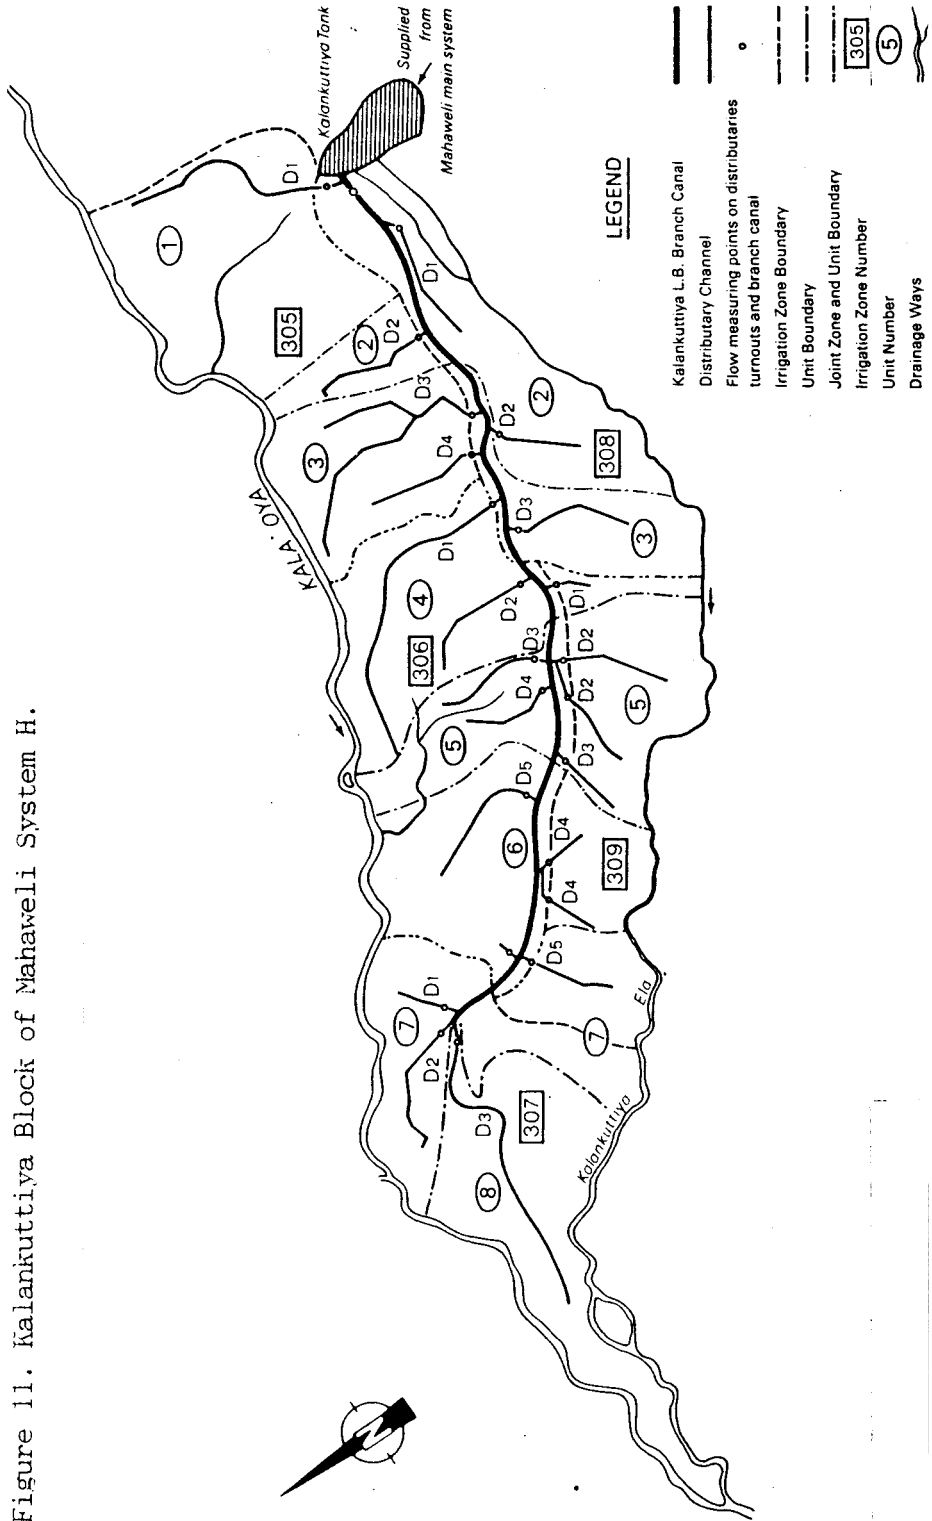 Figure 11. Kalankuttiya Block of Mahaweli System H.
Kalankuttiya Tank
Supplied
from
Mahaweli main system
D1
1
305
D1
D2
2
D3
3
D4
KALA OYA
D2
2
308
D3
3
D1
4
D2
306
D3
D4
5
D1
D2
D2
5
D3
D5
6
D4
309
D4
D5
D1
7
D2
7
Ela
Kalankuttiya
307
D3
8
N
LEGEND
Kalankuttiya L.B. Branch Canal
Distributary Channel
Flow measuring points on distributaries
turnouts and branch canal
Irrigation Zone Boundary
Unit Boundary
Joint Zone and Unit Boundary
Irrigation Zone Number
305
Unit Number
5
Drainage Ways